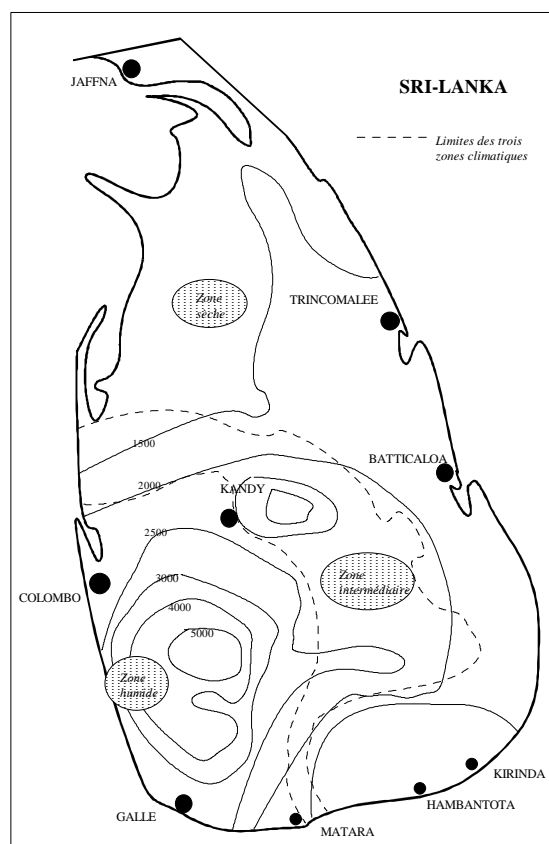 JAFFNA
SRI-LANKA
Limites des trois
zones climatiques
Zone
sèche
TRINCOMALEE
1500
BATTICALOA
2000
KANDY
2500
3000
Zone
intermédiaire
COLOMBO
4000
5000
Zone
humide
KIRINDA
HAMBANTOTA
GALLE
MATARA